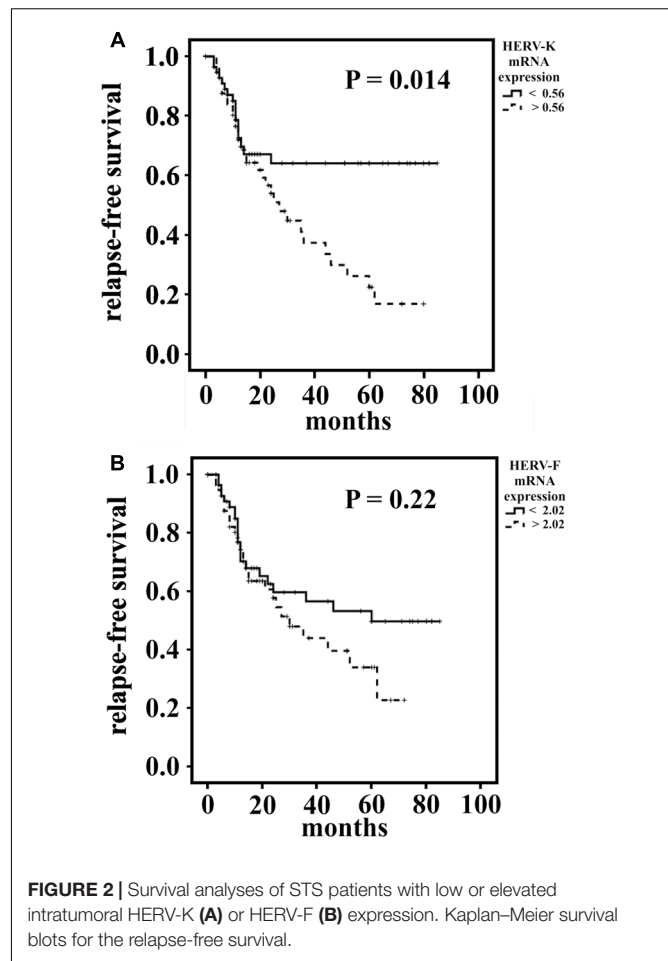 A
HERV-K
mRNA
expression
< 0.56
> 0.56
P = 0.014
relapse-free survival
1.0
0.8
0.6
0.4
0.2
0.0
0 20 40 60 80 100
months
B
HERV-F
mRNA
expression
< 2.02
> 2.02
P = 0.22
relapse-free survival
1.0
0.8
0.6
0.4
0.2
0.0
0 20 40 60 80 100
months
FIGURE 2 | Survival analyses of STS patients with low or elevated
intratumoral HERV-K (A) or HERV-F (B) expression. Kaplan–Meier survival
blots for the relapse-free survival.